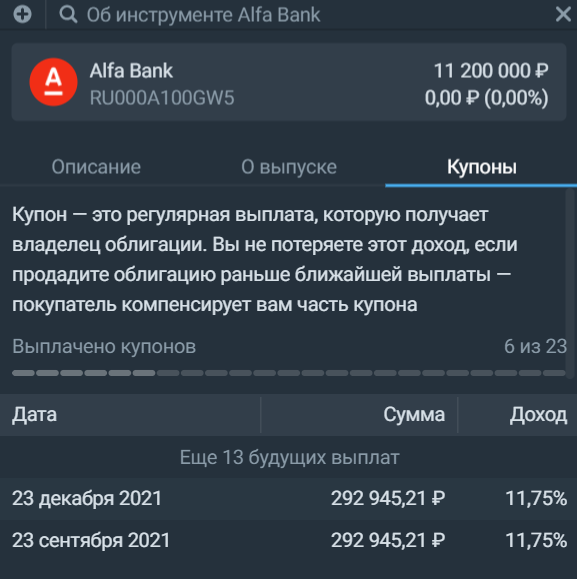 Об инструменте Alfa Bank
Alfa Bank
11 200 000 ₽
RU000A100GW5
0,00 ₽ (0,00%)
Описание
О выпуске
Купоны
Купон — это регулярная выплата, которую получает
владелец облигации. Вы не потеряете этот доход, если
продадите облигацию раньше ближайшей выплаты —
покупатель компенсирует вам часть купона
Выплачено купонов
6 из 23
Дата
Сумма
Доход
Еще 13 будущих выплат
23 декабря 2021
292 945,21 ₽
11,75%
23 сентября 2021
292 945,21 ₽
11,75%